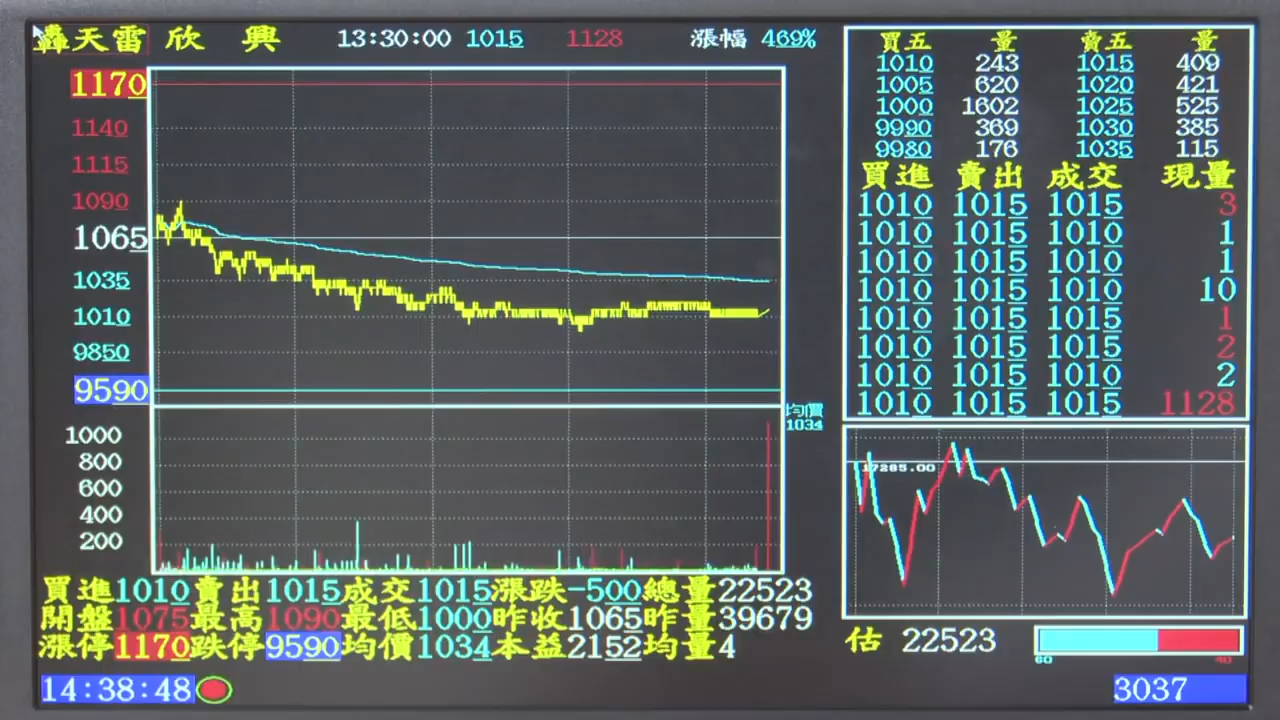 轟天雷 欣 興 13:30:00 1015 1128 漲幅 469%
1170
1140
1115
1090
1065
1035
1010
9850
9590
1000
800
600
400
200
均價
1034
買五 量 賣五 量
1010 243 1015 409
1005 620 1020 421
1000 1602 1025 525
9990 369 1030 385
9980 176 1035 115
買進 賣出 成交 現量
1010 1015 1015 3
1010 1015 1010 1
1010 1015 1010 1
1010 1015 1010 10
1010 1015 1015 1
1010 1015 1015 2
1010 1015 1010 2
1010 1015 1015 1128
17285.00
買進1010賣出1015成交1015漲跌-500總量22523
開盤1075最高1090最低1000昨收1065昨量39679
漲停1170跌停9590均價1034本益2152均量4
估 22523
60 40
14:38:48
3037